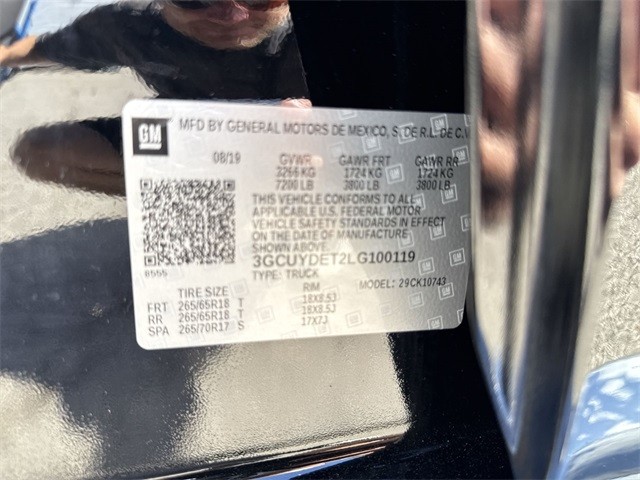 GM
MFD BY GENERAL MOTORS DE MEXICO, S. DE R.L. DE C.V
08/19 GVWR GAWR FRT GAWR RR
3266 KG 1724 KG 1724 KG
7200 LB 3800 LB 3800 LB
THIS VEHICLE CONFORMS TO ALL
APPLICABLE U.S. FEDERAL MOTOR
VEHICLE SAFETY STANDARDS IN EFFECT
ON THE DATE OF MANUFACTURE
SHOWN ABOVE.
3GCUYDET2LG100119
TYPE: TRUCK
MODEL: 29CK10743
TIRE SIZE RIM
FRT 265/65R18 T 18X8.5J
RR 265/65R18 T 18X8.5J
SPA 265/70R17 S 17X7J